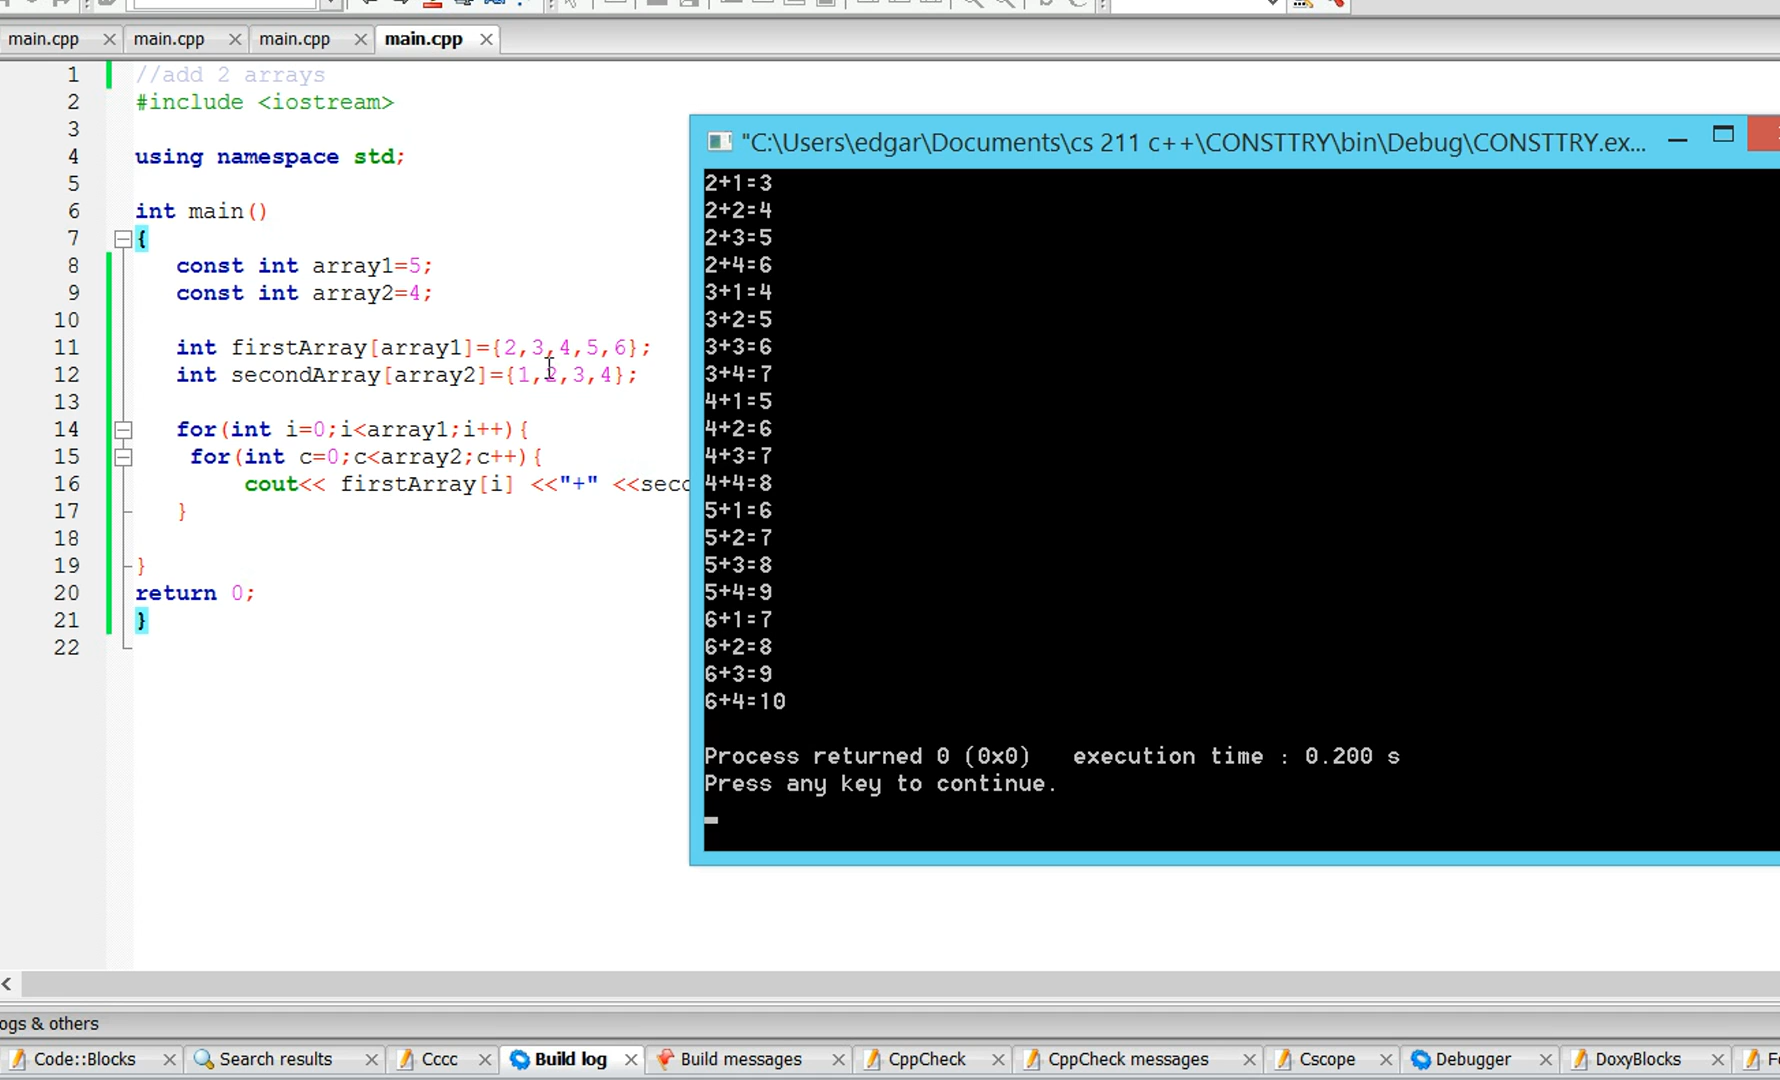 main.cpp main.cpp main.cpp main.cpp
1 //add 2 arrays
2 #include <iostream>
3
4 using namespace std;
5
6 int main()
7 {
8 const int array1=5;
9 const int array2=4;
10
11 int firstArray[array1]={2,3,4,5,6};
12 int secondArray[array2]={1,2,3,4};
13
14 for(int i=0;i<array1;i++){
15 for(int c=0;c<array2;c++){
16 cout<< firstArray[i] <<"+" <<seco
17 }
18
19 }
20 return 0;
21 }
22
"C:\Users\edgar\Documents\cs 211 c++\CONSTTRY\bin\Debug\CONSTTRY.ex...
2+1=3
2+2=4
2+3=5
2+4=6
3+1=4
3+2=5
3+3=6
3+4=7
4+1=5
4+2=6
4+3=7
4+4=8
5+1=6
5+2=7
5+3=8
5+4=9
6+1=7
6+2=8
6+3=9
6+4=10
Process returned 0 (0x0) execution time : 0.200 s
Press any key to continue.
ogs & others
Code::Blocks Search results Cccc Build log Build messages CppCheck CppCheck messages Cscope Debugger DoxyBlocks